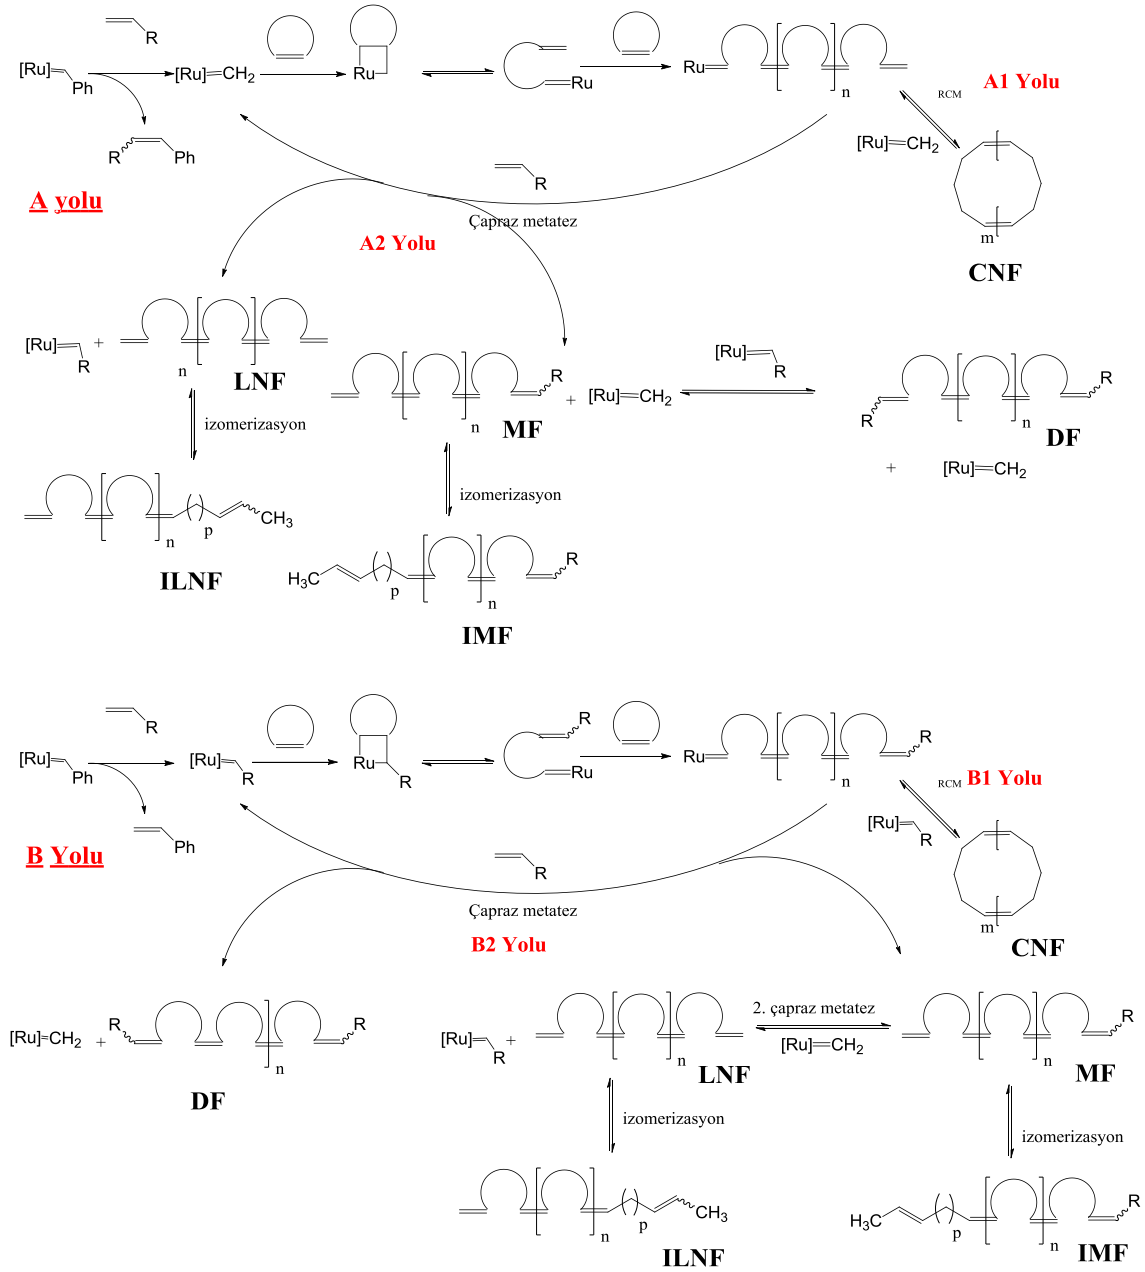 R
[Ru]
Ph
[Ru]=CH2
Ru
Ru
Ru
n
RCM
A1 Yolu
[Ru]=CH2
R
Ph
A yolu
R
Çapraz metatez
A2 Yolu
m
CNF
[Ru]
R
+
n
LNF
izomerizasyon
R
n
MF
+
[Ru]=CH2
[Ru]
R
R
R
n
DF
+
[Ru]=CH2
n
p
CH3
ILNF
izomerizasyon
H3C
p
n
R
IMF
R
[Ru]
Ph
[Ru]
R
Ru
R
R
Ru
Ru
n
R
RCM
B1 Yolu
[Ru]
R
Ph
B Yolu
R
Çapraz metatez
B2 Yolu
m
CNF
[Ru]=CH2
+
R
R
n
DF
[Ru]
R
+
n
LNF
2. çapraz metatez
[Ru]=CH2
R
n
MF
izomerizasyon
izomerizasyon
n
p
CH3
ILNF
H3C
p
n
R
IMF